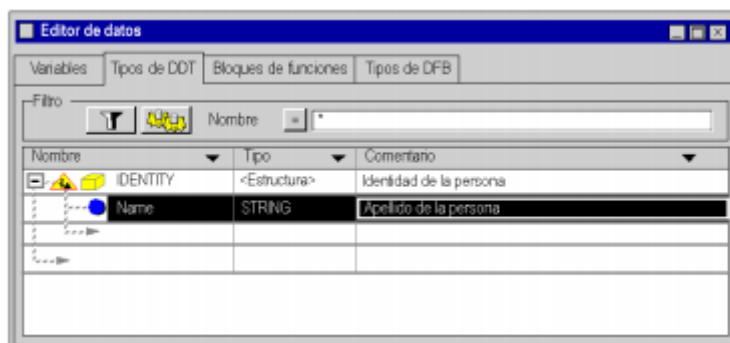 Editor de datos
Variables Tipos de DDT Bloques de funciones Tipos de DFB
Filtro
Nombre = *
Nombre Tipo Comentario
IDENTITY <Estructura> Identidad de la persona
Name STRING Apellido de la persona